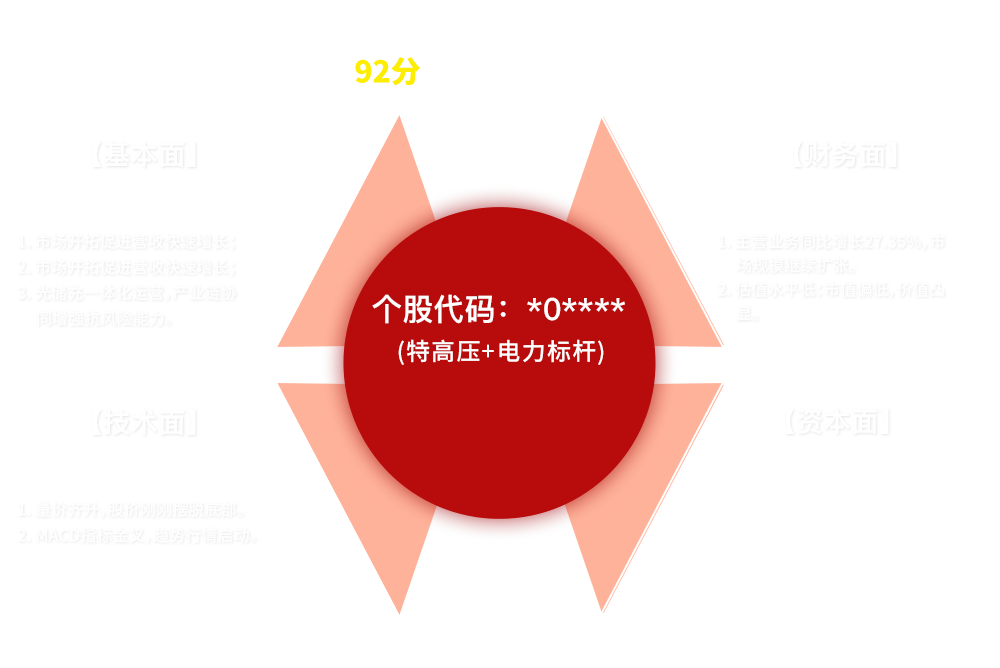 92分
【基本面】
1. 市场开拓促进营收快速增长；
2. 市场开拓促进营收快速增长；
3. 光储充一体化运营，产业链协
同增强抗风险能力。
【财务面】
1. 主营业务同比增长27.35%，市
场规模继续扩张。
2. 估值水平低：市值偏低，价值凸
显。
个股代码：*0****
(特高压+电力标杆)
【技术面】
1. 量价齐升，股价刚刚摆脱底部。
2. MACD指标金叉，趋势行情启动。
【资本面】